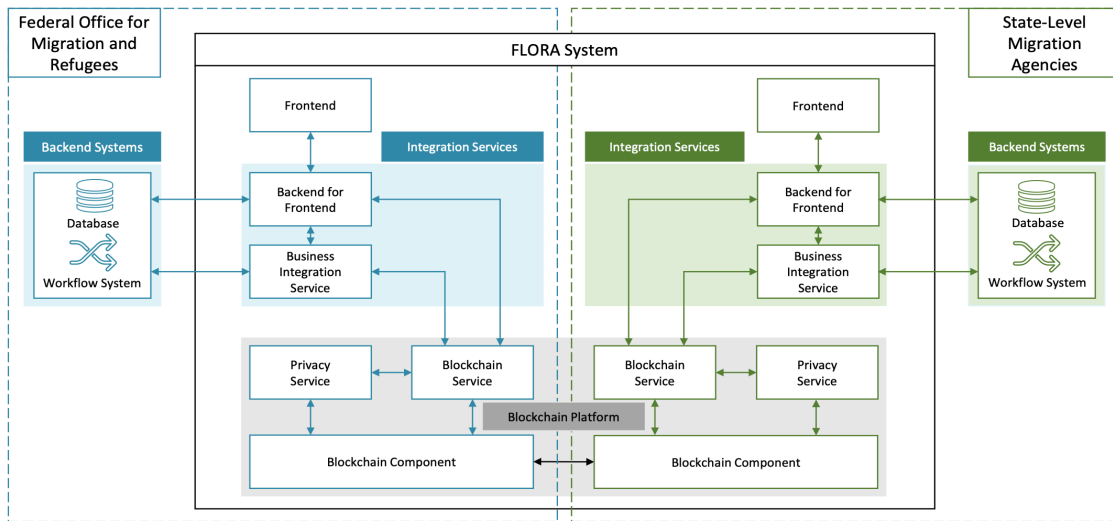 Federal Office for
Migration and
Refugees
FLORA System
State-Level
Migration
Agencies
Frontend
Frontend
Backend Systems
Integration Services
Integration Services
Backend Systems
Database
Workflow System
Backend for
Frontend
Business
Integration
Service
Backend for
Frontend
Business
Integration
Service
Database
Workflow System
Privacy
Service
Blockchain
Service
Blockchain
Service
Privacy
Service
Blockchain Platform
Blockchain Component
Blockchain Component